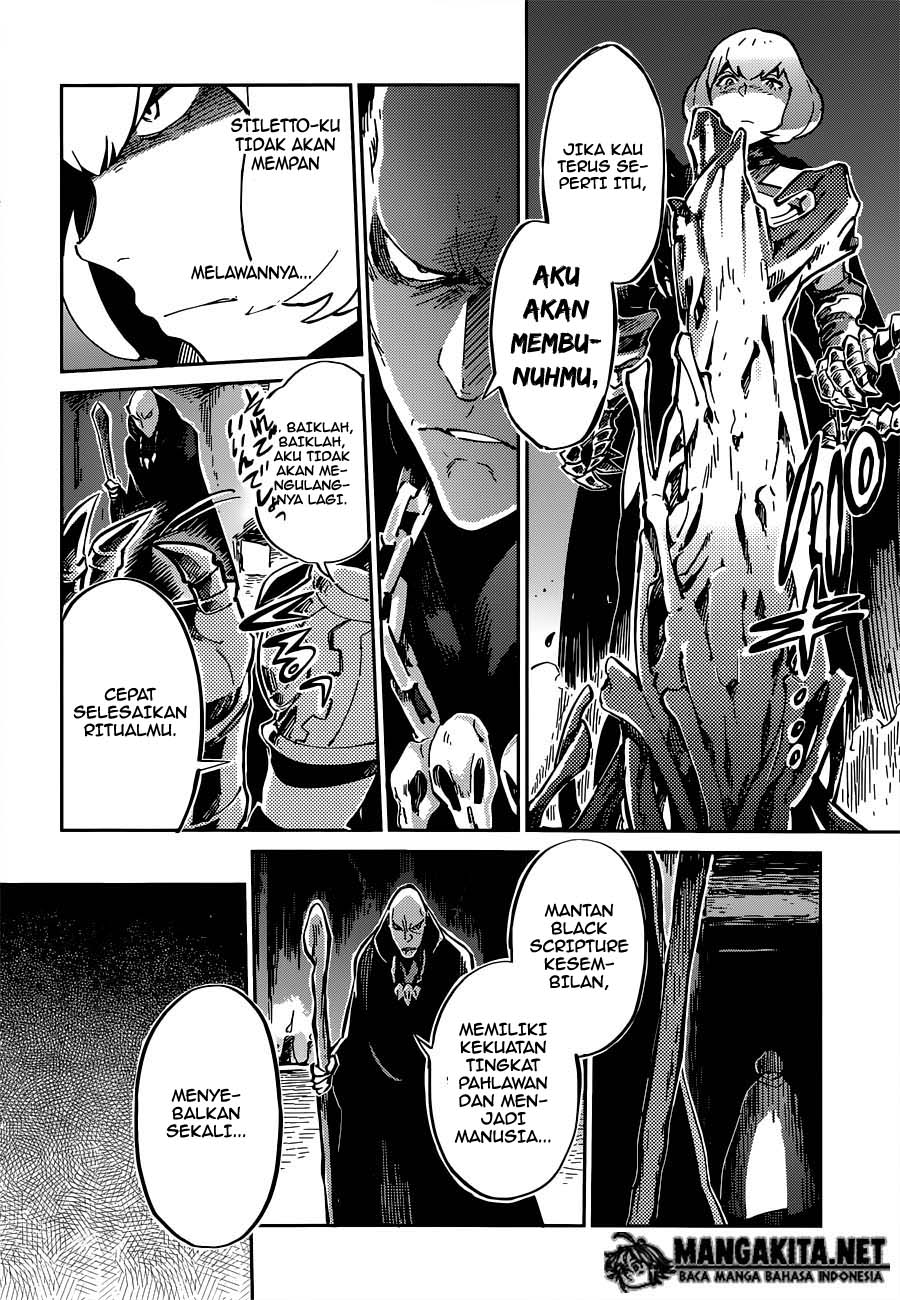 JIKA KAU
TERUS SE-
PERTI ITU,
AKU
AKAN
MEMBU-
NUHMU,
STILETTO-KU
TIDAK AKAN
MEMPAN
MELAWANNYA...
. BAIKLAH,
BAIKLAH,
AKU TIDAK
AKAN ME-
NGULANG-
NYA LAGI.
CEPAT
SELESAIKAN
RITUALMU.
MANTAN
BLACK
SCRIPTURE
KESEM-
BILAN,
MEMILIKI
KEKUATAN
TINGKAT
PAHLAWAN
DAN MEN-
JADI
MANUSIA...
MENYE-
BALKAN
SEKALI...
MANGAKITA.NET
BACA MANGA BAHASA INDONESIA